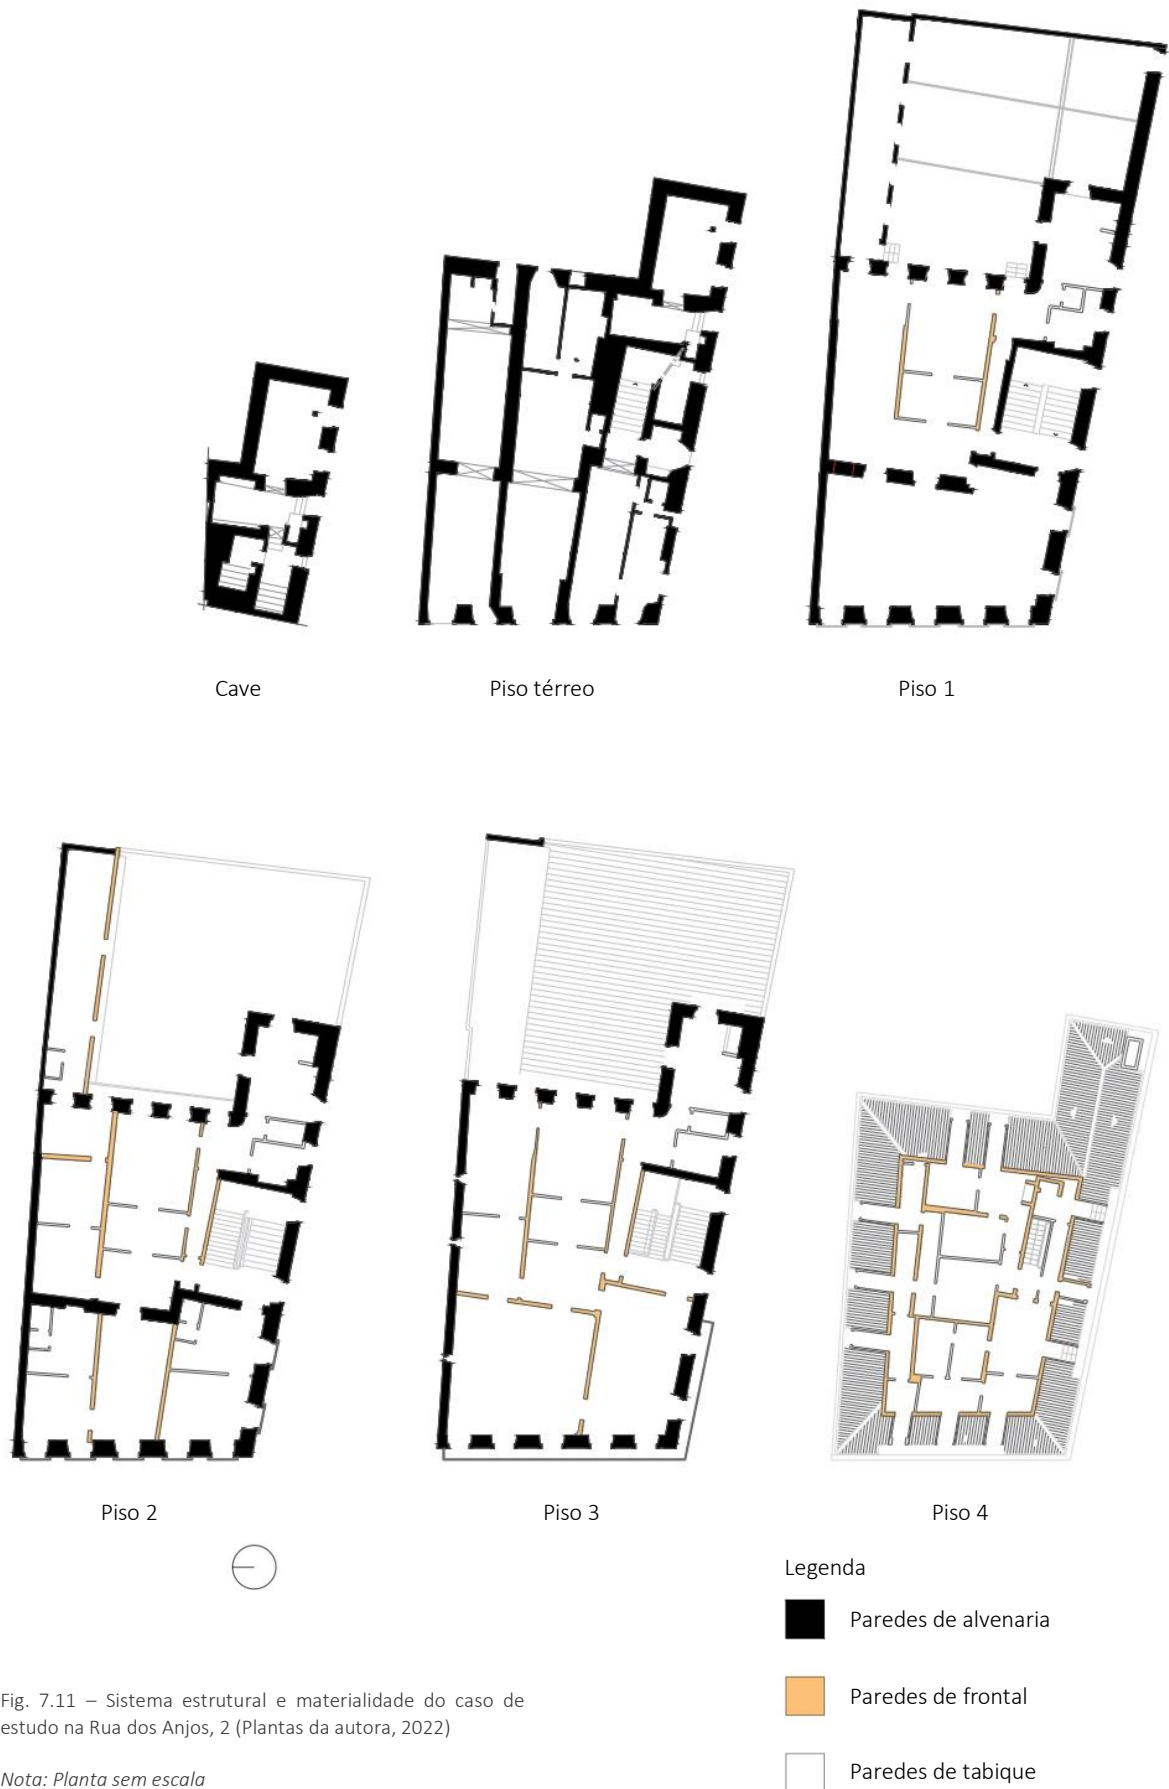 Cave
Piso térreo
Piso 1
Piso 2
Piso 3
Piso 4
Legenda
Paredes de alvenaria
Paredes de frontal
Paredes de tabique
Fig. 7.11 – Sistema estrutural e materialidade do caso de
estudo na Rua dos Anjos, 2 (Plantas da autora, 2022)
Nota: Planta sem escala